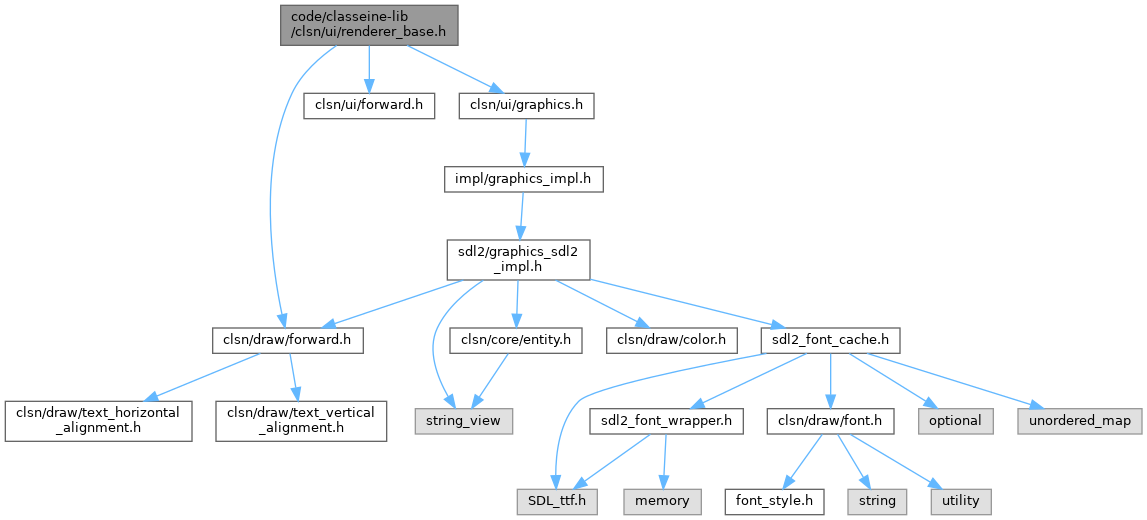 code/classeine-lib
/clsn/ui/renderer_base.h
clsn/ui/forward.h
clsn/ui/graphics.h
impl/graphics_impl.h
sdl2/graphics_sdl2
_impl.h
clsn/draw/forward.h
clsn/core/entity.h
clsn/draw/color.h
sdl2_font_cache.h
clsn/draw/text_horizontal
_alignment.h
clsn/draw/text_vertical
_alignment.h
string_view
sdl2_font_wrapper.h
clsn/draw/font.h
optional
unordered_map
SDL_ttf.h
memory
font_style.h
string
utility